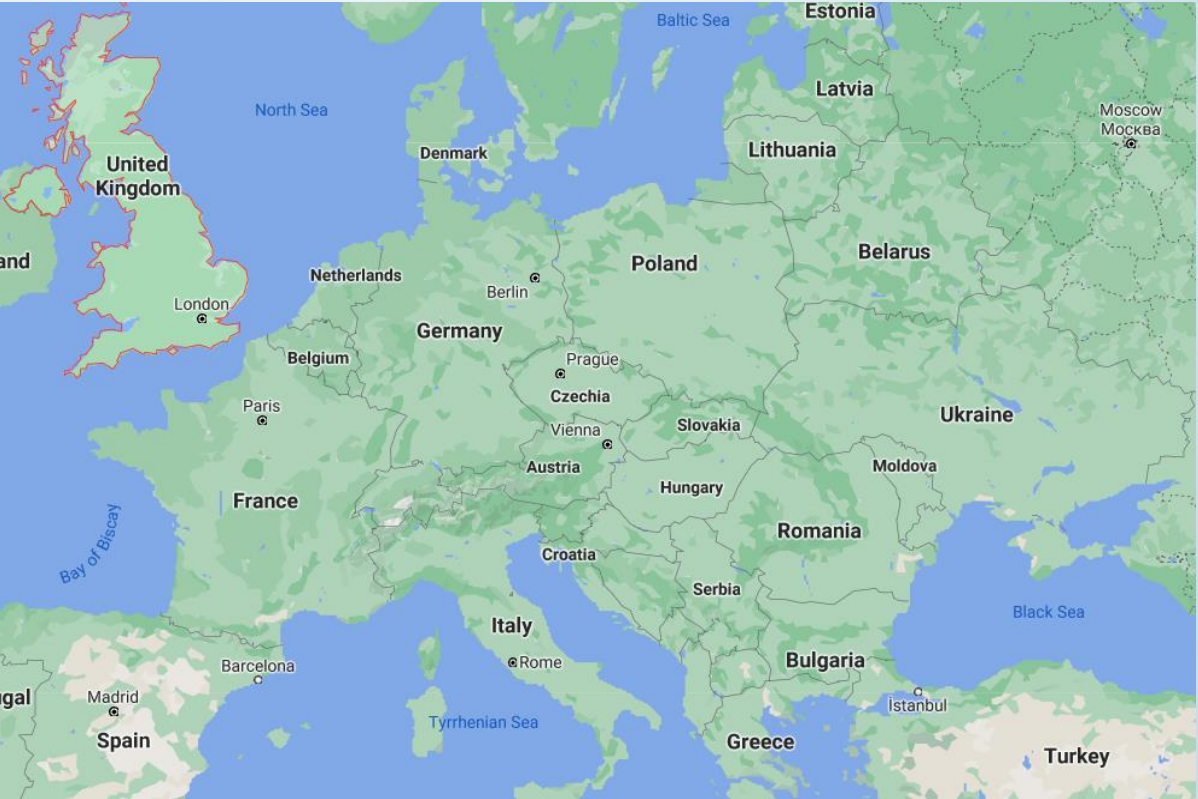 Estonia
Baltic Sea
Latvia
North Sea
Moscow
Москва
Denmark
Lithuania
United
Kingdom
Belarus
and
Poland
Netherlands
Berlin
London
Germany
Belgium
Prague
Czechia
Paris
Ukraine
Slovakia
Vienna
Austria
Moldova
Hungary
France
Romania
Bay of Biscay
Croatia
Serbia
Black Sea
Italy
Rome
Bulgaria
Barcelona
gal
Madrid
İstanbul
Tyrrhenian Sea
Spain
Greece
Turkey